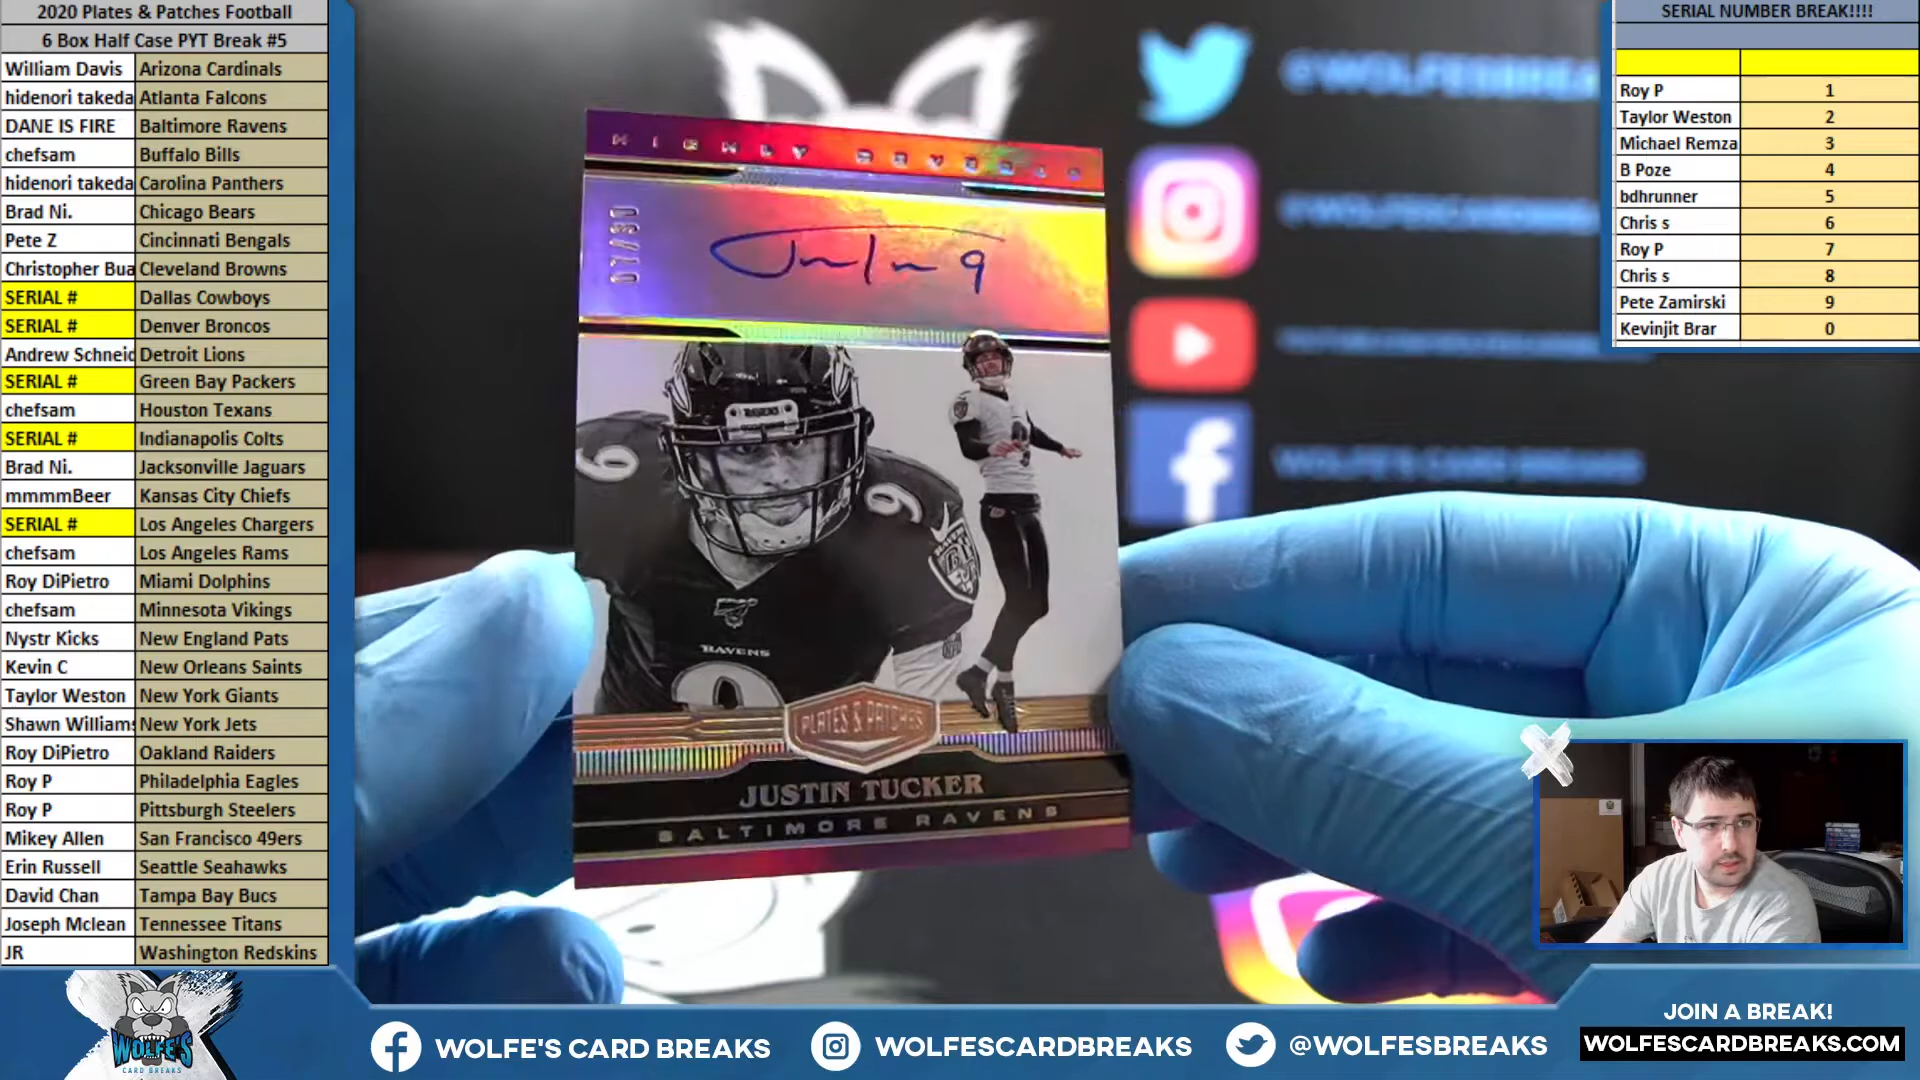 2020 Plates & Patches Football
6 Box Half Case PYT Break #5
William Davis Arizona Cardinals
hidenori takeda Atlanta Falcons
DANE IS FIRE Baltimore Ravens
chefsam Buffalo Bills
hidenori takeda Carolina Panthers
Brad Ni. Chicago Bears
Pete Z Cincinnati Bengals
Christopher Bua Cleveland Browns
SERIAL # Dallas Cowboys
SERIAL # Denver Broncos
Andrew Schneid Detroit Lions
SERIAL # Green Bay Packers
chefsam Houston Texans
SERIAL # Indianapolis Colts
Brad Ni. Jacksonville Jaguars
mmmmBeer Kansas City Chiefs
SERIAL # Los Angeles Chargers
chefsam Los Angeles Rams
Roy DiPietro Miami Dolphins
chefsam Minnesota Vikings
Nystr Kicks New England Pats
Kevin C New Orleans Saints
Taylor Weston New York Giants
Shawn Williams New York Jets
Roy DiPietro Oakland Raiders
Roy P Philadelphia Eagles
Roy P Pittsburgh Steelers
Mikey Allen San Francisco 49ers
Erin Russell Seattle Seahawks
David Chan Tampa Bay Bucs
Joseph Mclean Tennessee Titans
JR Washington Redskins
HIGHLY REVERED
RAVENS
9
PLATES & PATCHES
JUSTIN TUCKER
BALTIMORE RAVENS
WOLFE'S CARD BREAKS
SERIAL NUMBER BREAK!!!!
Roy P 1
Taylor Weston 2
Michael Remza 3
B Poze 4
bdhrunner 5
Chris s 6
Roy P 7
Chris s 8
Pete Zamirski 9
Kevinjit Brar 0
WOLFE'S
CARD BREAKS
WOLFE'S CARD BREAKS
WOLFESCARDBREAKS
@WOLFESBREAKS
JOIN A BREAK!
WOLFESCARDBREAKS.COM